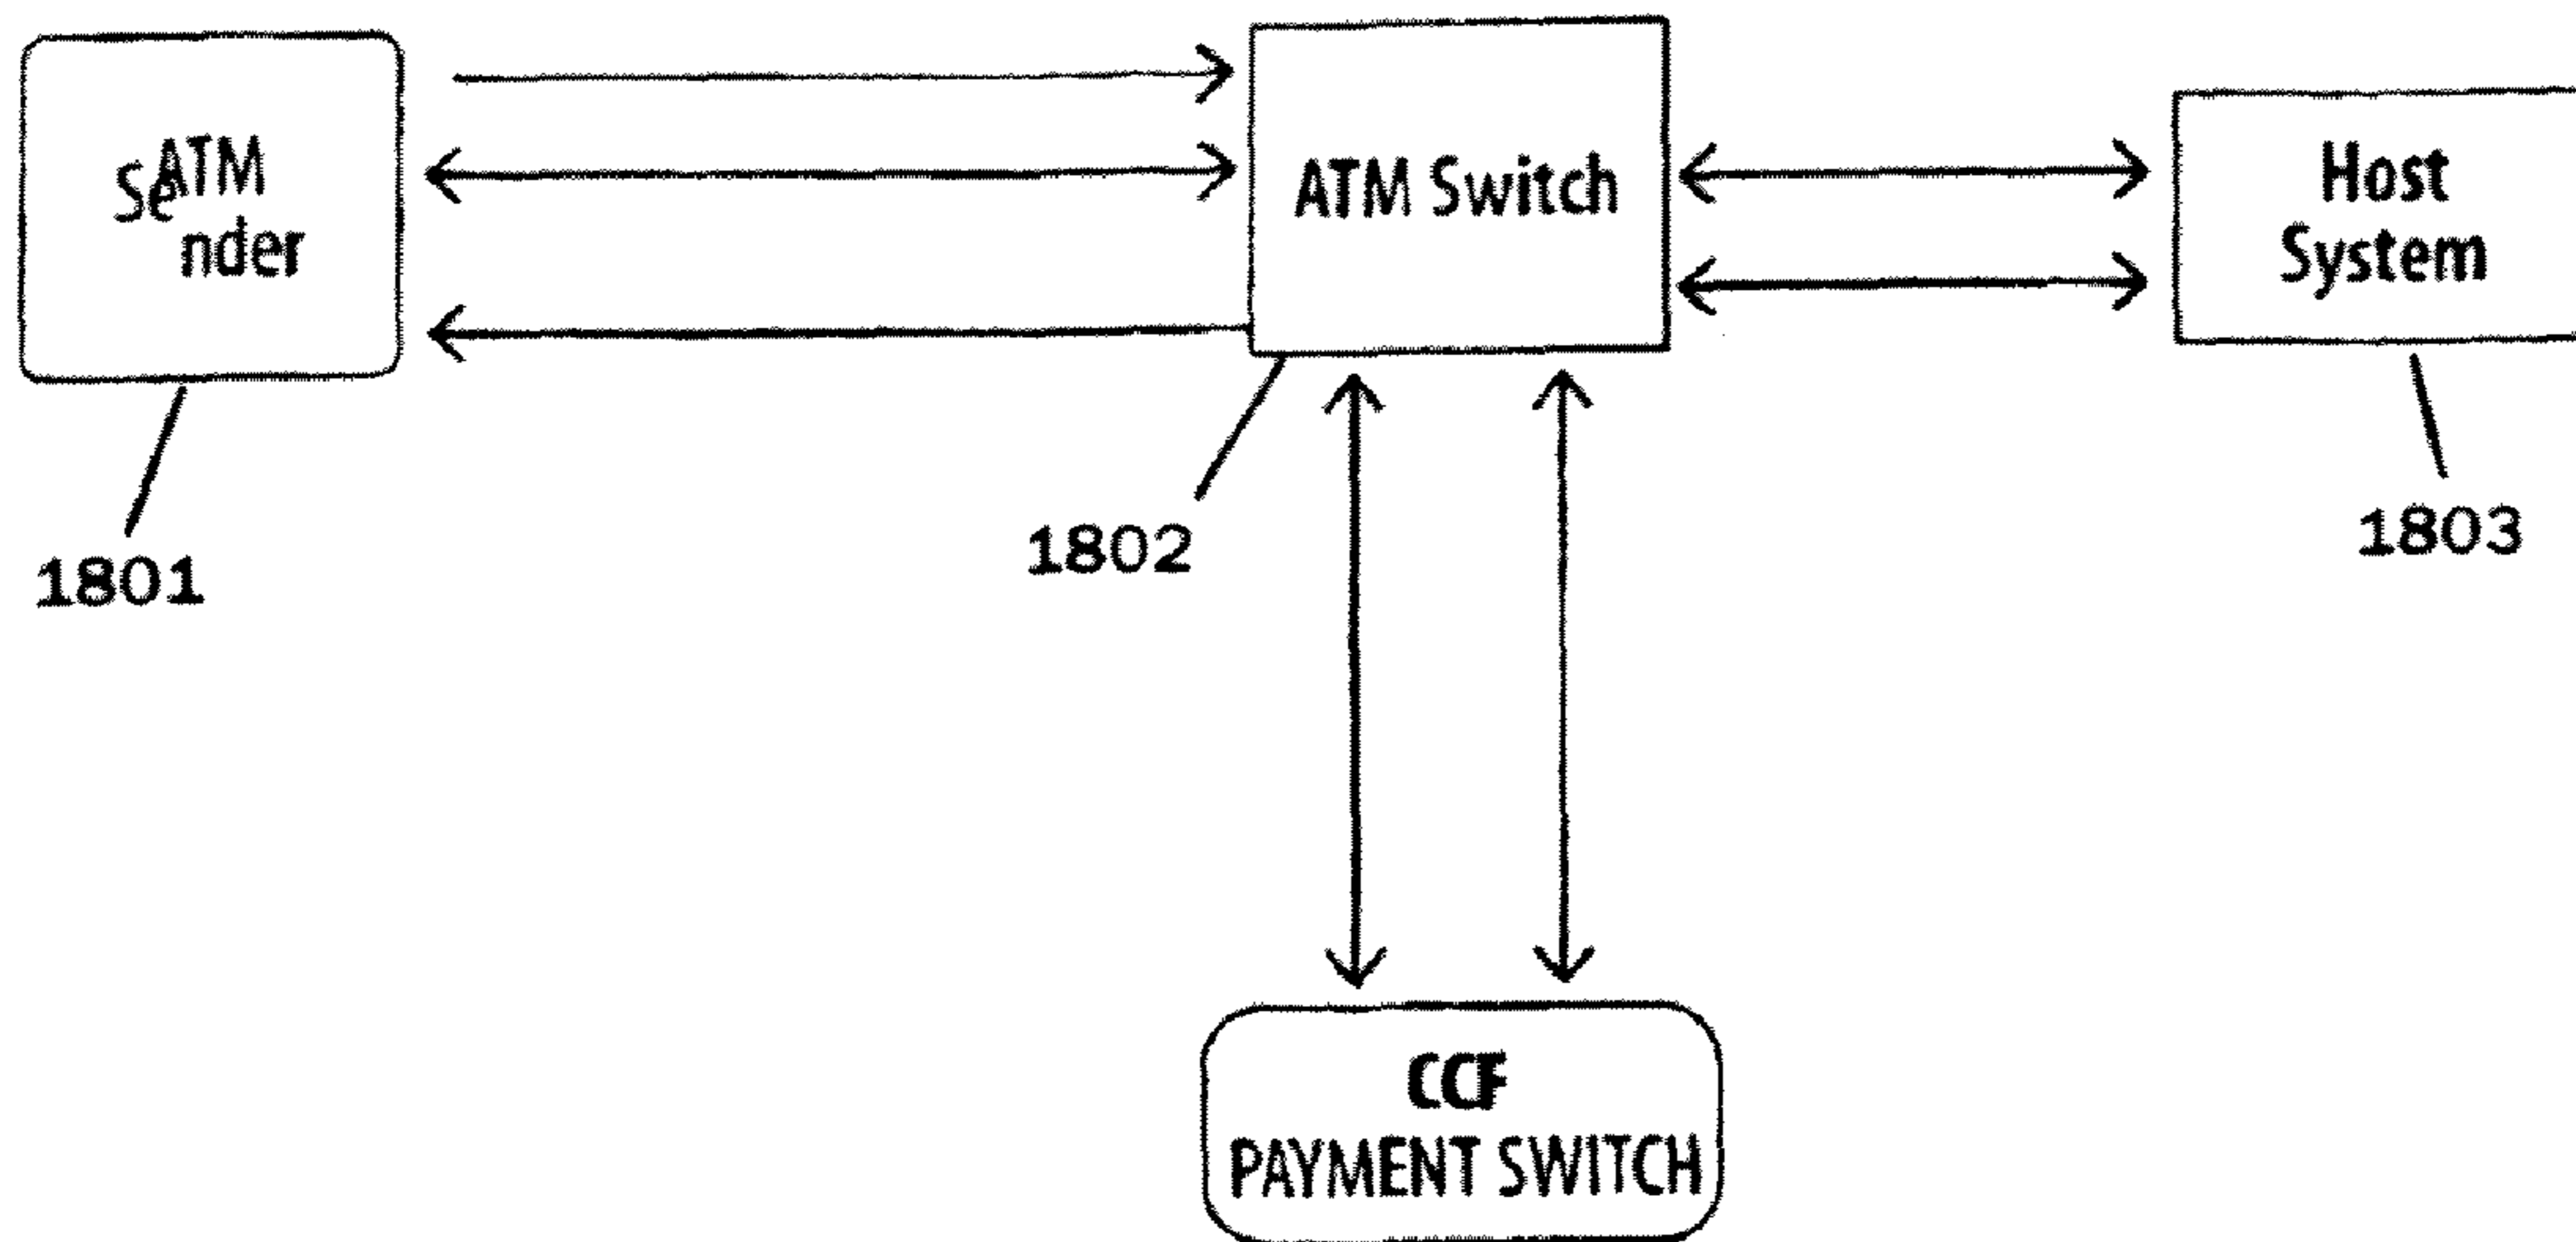 ATM
Sender
ATM Switch
Host
System
1801
1802
1803
CCF
PAYMENT SWITCH